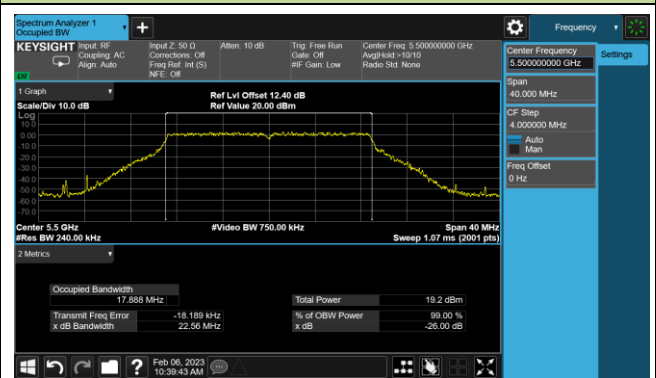 Spectrum Analyzer 1
Occupied BW
+
Frequency
KEYSIGHT
Input: RF
Coupling: AC
Align: Auto
Input Z: 50 Ω
Corrections: Off
Freq Ref: Int (S)
NFE: Off
Atten: 10 dB
Trig: Free Run
Gate: Off
#IF Gain: Low
Center Freq: 5.500000000 GHz
Avg|Hold:>10/10
Radio Std: None
LXI
Center Frequency
5.500000000 GHz
Settings
Span
40.000 MHz
CF Step
4.000000 MHz
Auto
Man
Freq Offset
0 Hz
1 Graph
Scale/Div 10.0 dB
Ref Lvl Offset 12.40 dB
Ref Value 20.00 dBm
Log
10.0
0.00
-10.0
-20.0
-30.0
-40.0
-50.0
-60.0
-70.0
Center 5.5 GHz
#Video BW 750.00 kHz
Span 40 MHz
#Res BW 240.00 kHz
Sweep 1.07 ms (2001 pts)
2 Metrics
Occupied Bandwidth
17.888 MHz
Total Power 19.2 dBm
Transmit Freq Error -18.189 kHz
% of OBW Power 99.00 %
x dB Bandwidth 22.56 MHz
x dB -26.00 dB
?
Feb 06, 2023
10:39:43 AM